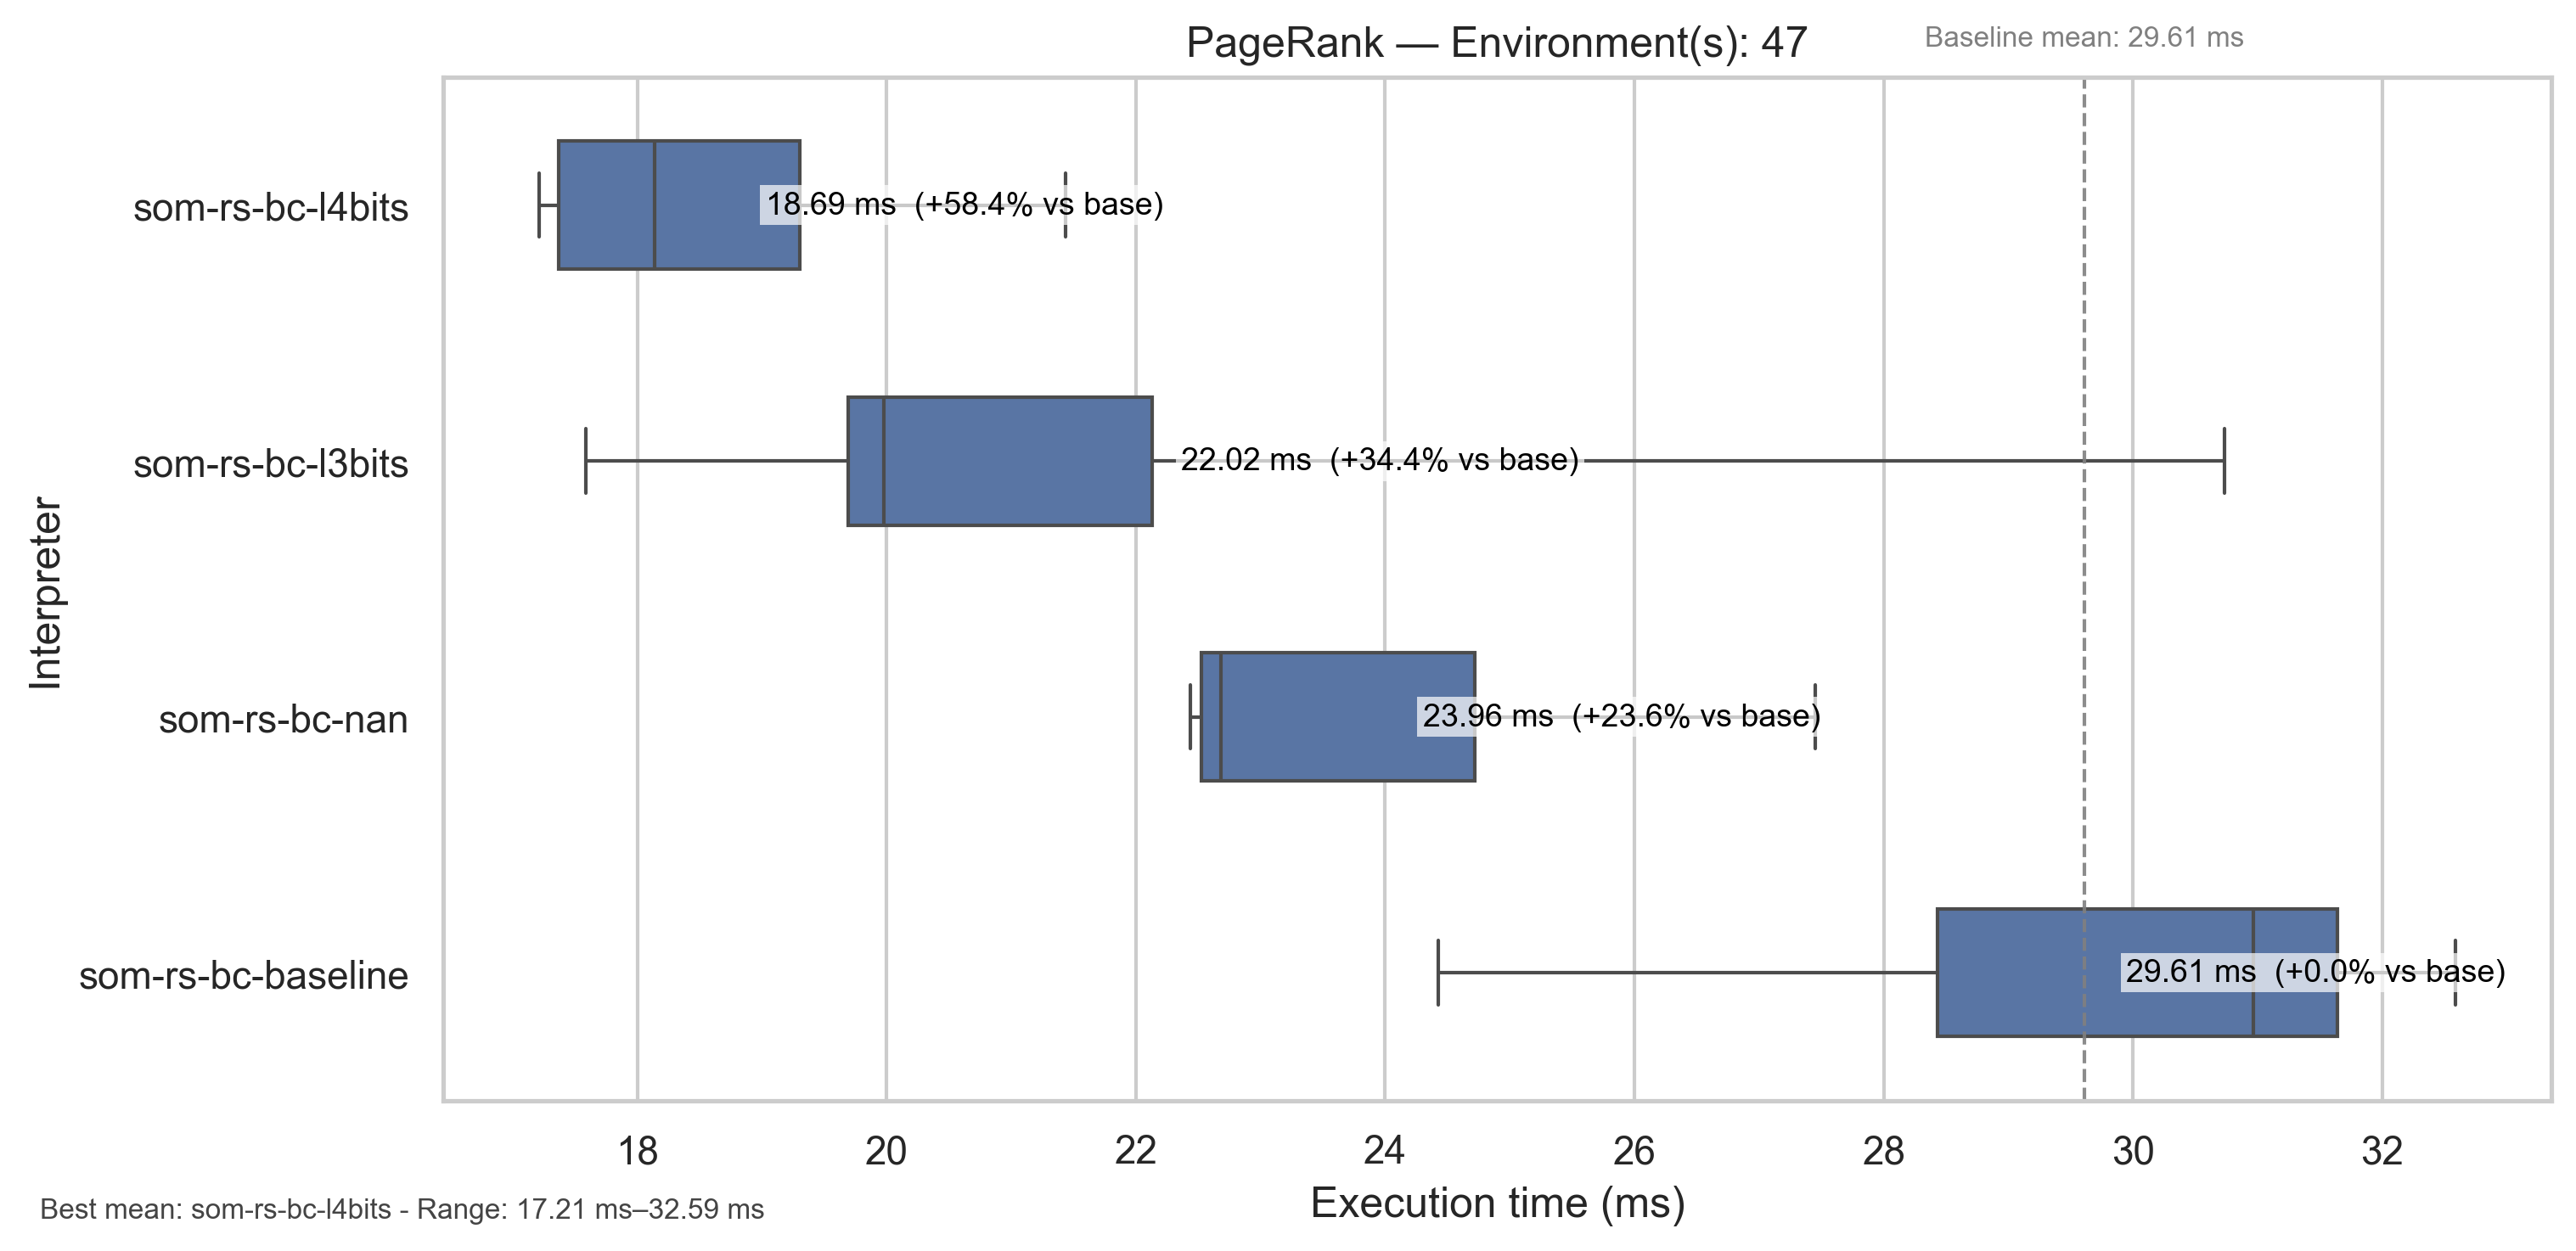 PageRank — Environment(s): 47
Baseline mean: 29.61 ms
Interpreter
som-rs-bc-l4bits
18.69 ms (+58.4% vs base)
som-rs-bc-l3bits
22.02 ms (+34.4% vs base)
som-rs-bc-nan
23.96 ms (+23.6% vs base)
som-rs-bc-baseline
29.61 ms (+0.0% vs base)
18 20 22 24 26 28 30 32
Execution time (ms)
Best mean: som-rs-bc-l4bits - Range: 17.21 ms–32.59 ms